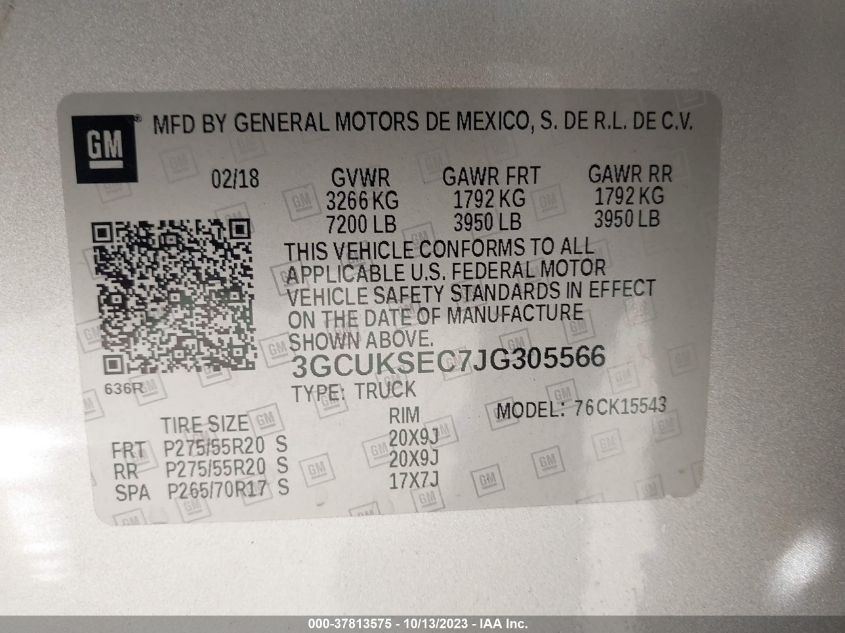 GM ® MFD BY GENERAL MOTORS DE MEXICO, S. DE R.L. DE C.V.
02/18 GVWR GAWR FRT GAWR RR
3266 KG 1792 KG 1792 KG
7200 LB 3950 LB 3950 LB
THIS VEHICLE CONFORMS TO ALL
APPLICABLE U.S. FEDERAL MOTOR
VEHICLE SAFETY STANDARDS IN EFFECT
ON THE DATE OF MANUFACTURE
SHOWN ABOVE.
3GCUKSEC7JG305566
636R TYPE: TRUCK MODEL: 76CK15543
TIRE SIZE RIM
FRT P275/55R20 S 20X9J
RR P275/55R20 S 20X9J
SPA P265/70R17 S 17X7J
000-37813575 - 10/13/2023 - IAA Inc.